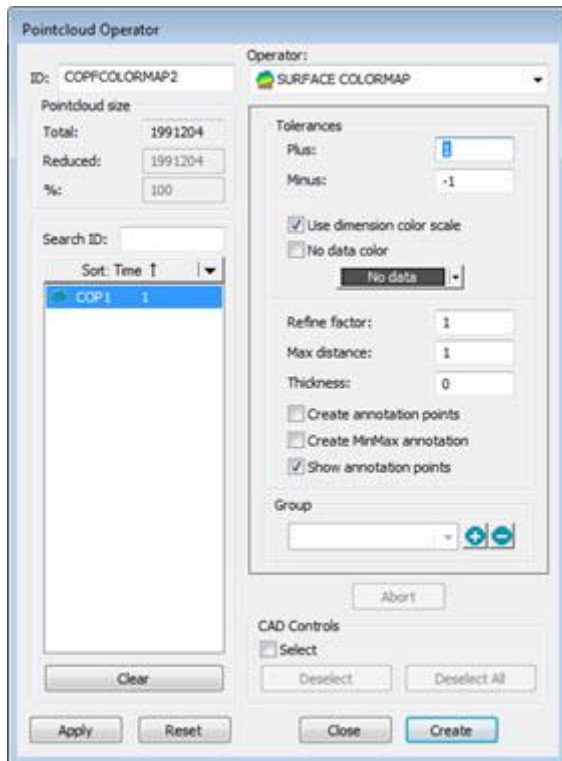 Pointcloud Operator
ID: COPFCOLORMAP2
Operator:
SURFACE COLORMAP
Pointcloud size
Total: 1991204
Reduced: 1991204
%: 100
Search ID:
Sort: Time ↑
COP1 1
Tolerances
Plus: 1
Minus: -1
Use dimension color scale
No data color
No data
Refine factor: 1
Max distance: 1
Thickness: 0
Create annotation points
Create MinMax annotation
Show annotation points
Group
Abort
CAD Controls
Select
Deselect Deselect All
Clear
Apply Reset Close Create